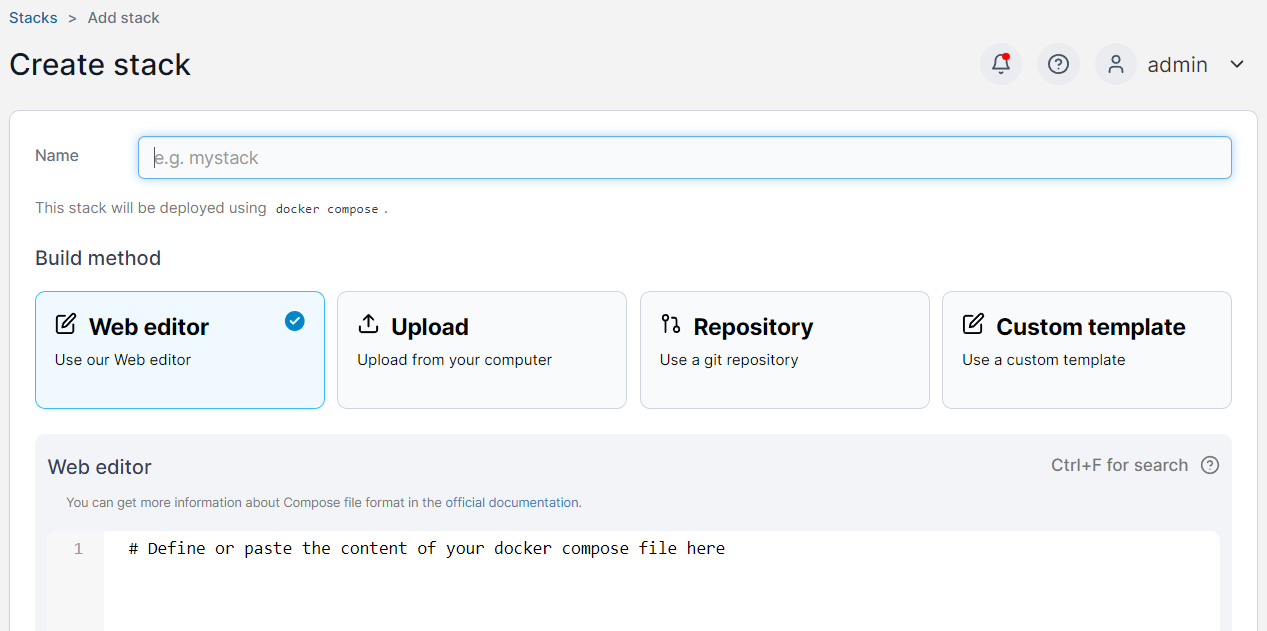 Stacks > Add stack
Create stack
admin
Name
e.g. mystack
This stack will be deployed using docker compose .
Build method
Web editor
Use our Web editor
Upload
Upload from your computer
Repository
Use a git repository
Custom template
Use a custom template
Web editor
Ctrl+F for search
You can get more information about Compose file format in the official documentation.
1
# Define or paste the content of your docker compose file here